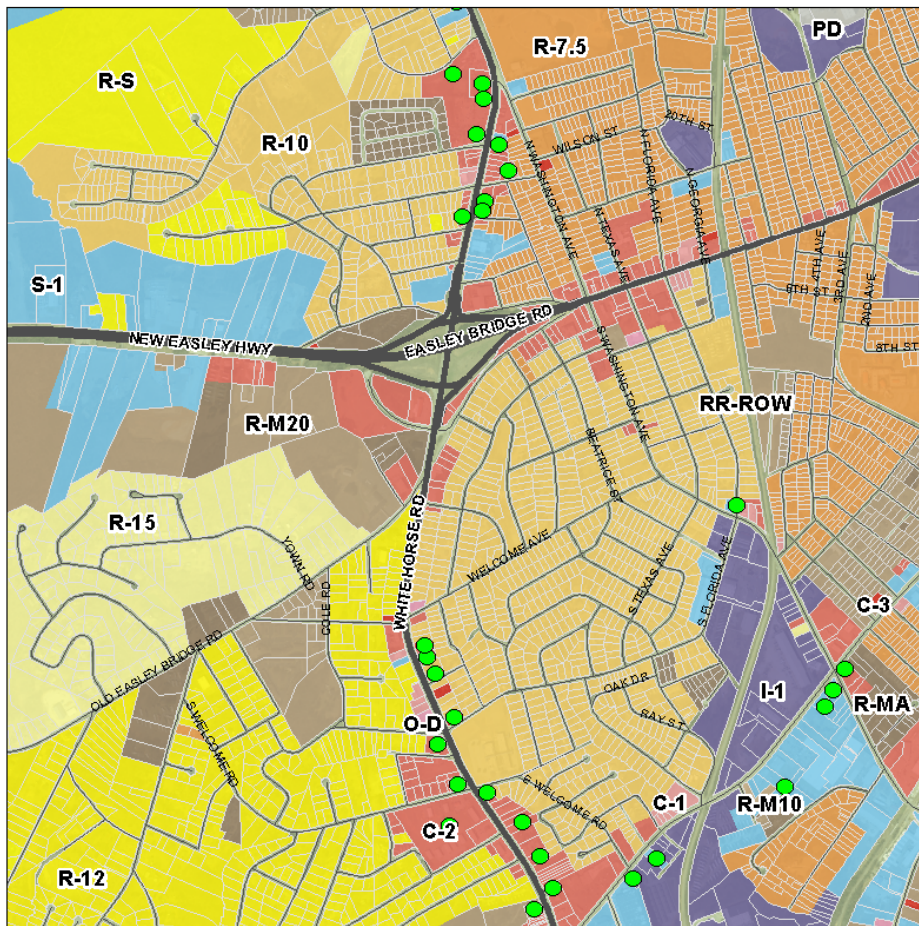 PD
R-7.5
R-S
20TH ST
WILSON ST
R-10
N FLORIDA AVE
N WASHINGTON AVE
N GEORGIA AVE
N TEXAS AVE
4TH AVE
3RD AVE
2ND AVE
6TH ST
S-1
NEW EASLEY HWY
EASLEY BRIDGE RD
8TH ST
S WASHINGTON AVE
RR-ROW
R-M20
BEATRICE ST
R-15
WHITE HORSE RD
YOWN RD
WELCOME AVE
S FLORIDA AVE
S TEXAS AVE
COLE RD
C-3
OLD EASLEY BRIDGE RD
OAK DR
I-1
R-MA
S WELCOME RD
RAY ST
O-D
E WELCOME RD
C-1
R-M10
C-2
R-12